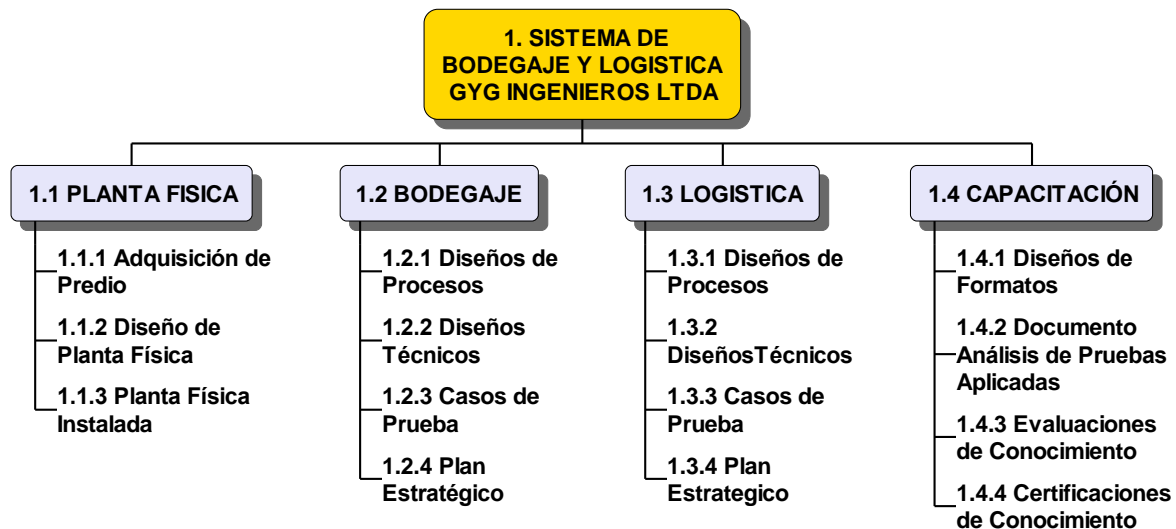 1. SISTEMA DE
BODEGAJE Y LOGISTICA
GYG INGENIEROS LTDA
1.1 PLANTA FISICA
1.1.1 Adquisición de
Predio
1.1.2 Diseño de
Planta Física
1.1.3 Planta Física
Instalada
1.2 BODEGAJE
1.2.1 Diseños de
Procesos
1.2.2 Diseños
Técnicos
1.2.3 Casos de
Prueba
1.2.4 Plan
Estratégico
1.3 LOGISTICA
1.3.1 Diseños de
Procesos
1.3.2
DiseñosTécnicos
1.3.3 Casos de
Prueba
1.3.4 Plan
Estrategico
1.4 CAPACITACIÓN
1.4.1 Diseños de
Formatos
1.4.2 Documento
Análisis de Pruebas
Aplicadas
1.4.3 Evaluaciones
de Conocimiento
1.4.4 Certificaciones
de Conocimiento